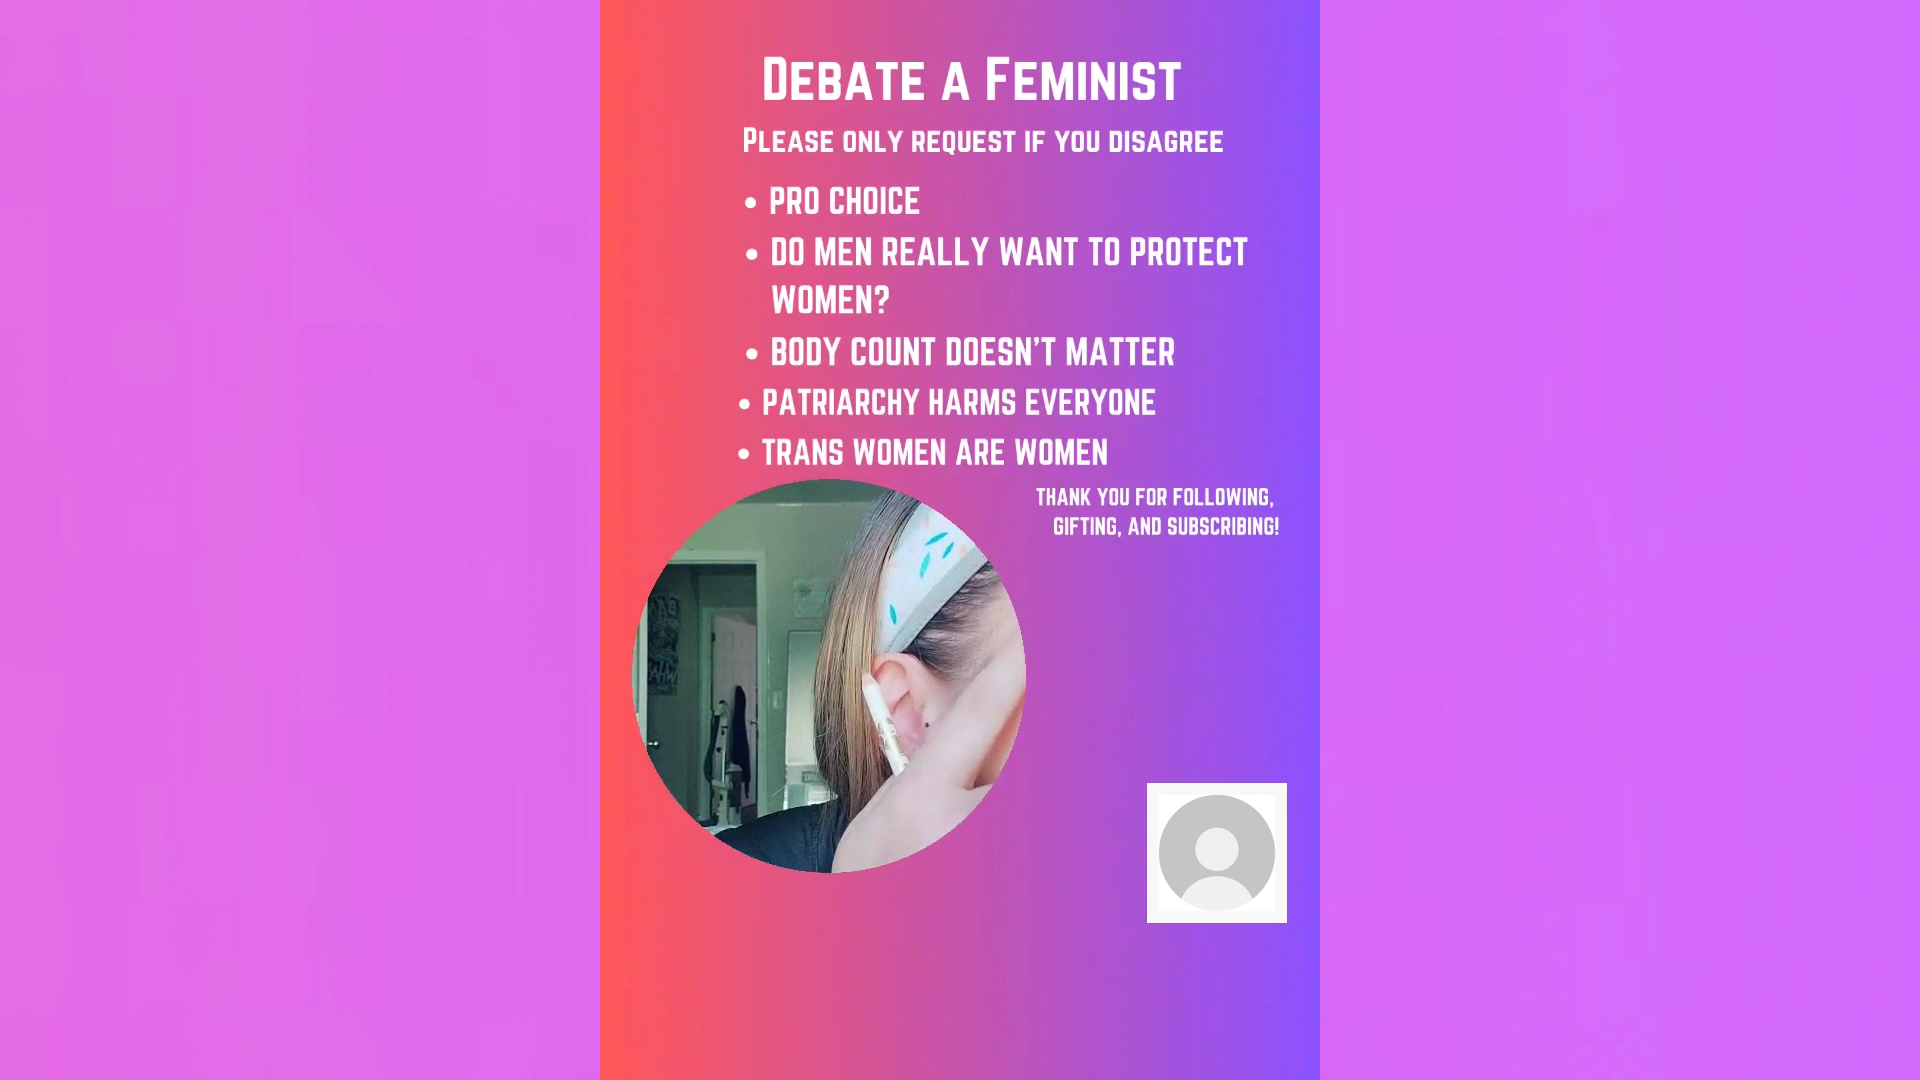 Debate a Feminist
Please only request if you disagree
• PRO CHOICE
• DO MEN REALLY WANT TO PROTECT
WOMEN?
• BODY COUNT DOESN'T MATTER
• PATRIARCHY HARMS EVERYONE
• TRANS WOMEN ARE WOMEN
THANK YOU FOR FOLLOWING,
GIFTING, AND SUBSCRIBING!